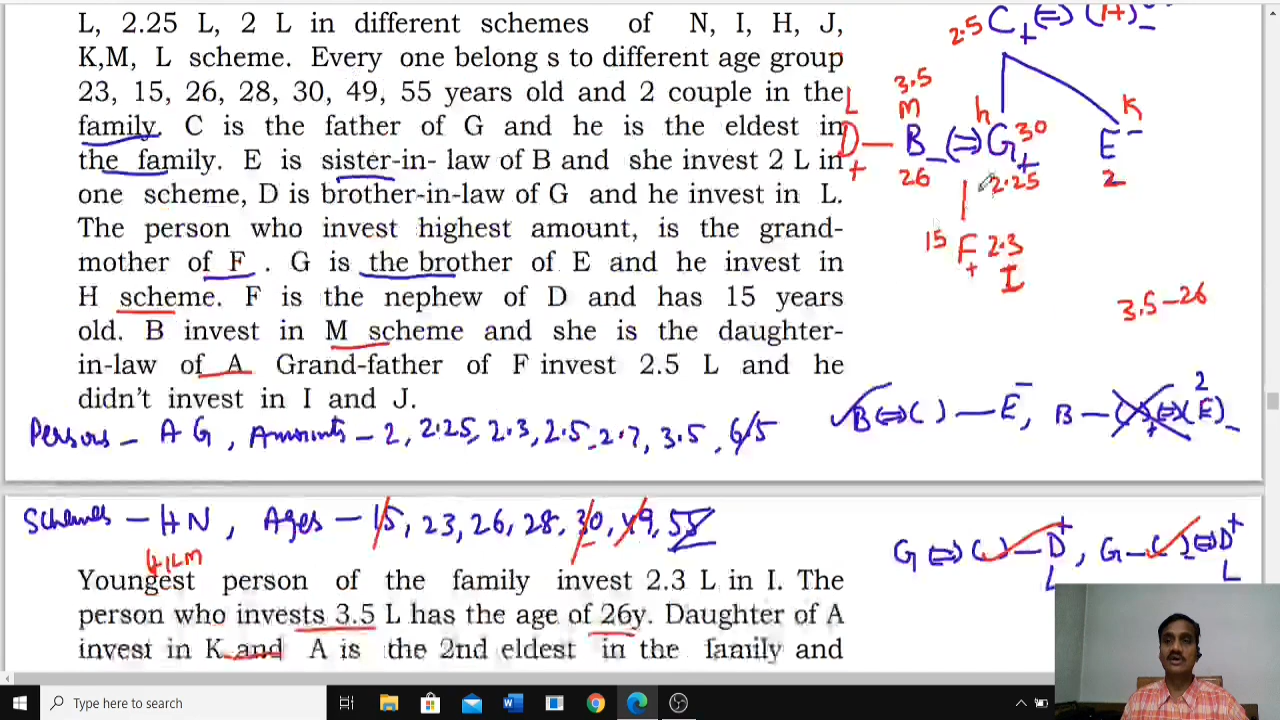 L, 2.25 L, 2 L in different schemes of N, I, H, J,
K,M, L scheme. Every one belong s to different age group
23, 15, 26, 28, 30, 49, 55 years old and 2 couple in the
family. C is the father of G and he is the eldest in
the family. E is sister-in- law of B and she invest 2 L in
one scheme, D is brother-in-law of G and he invest in L.
The person who invest highest amount, is the grand-
mother of F . G is the brother of E and he invest in
H scheme. F is the nephew of D and has 15 years
old. B invest in M scheme and she is the daughter-
in-law of A Grand-father of F invest 2.5 L and he
didn't invest in I and J.
2.5 C + ⇔ (A) -
3.5
L M h K
D — B - (⇔) G 30 E -
+ 26 + 2.25 2
15 F 2.3
+ I
3.5-26
B ⇔ ( ) — E -, B — ( ) ⇔ (E) - 2
+
Persons - A G, Amounts - 2, 2.25, 2.3, 2.5, 2.7, 3.5, 6.5
Schemes - H N, Ages - 15, 23, 26, 28, 30, 49, 55
G ⇔ ( ) — D +, G — ( ) ⇔ D +
L L
Youngest person of the family invest 2.3 L in I. The
person who invests 3.5 L has the age of 26y. Daughter of A
invest in K and A is the 2nd eldest in the family and
Type here to search